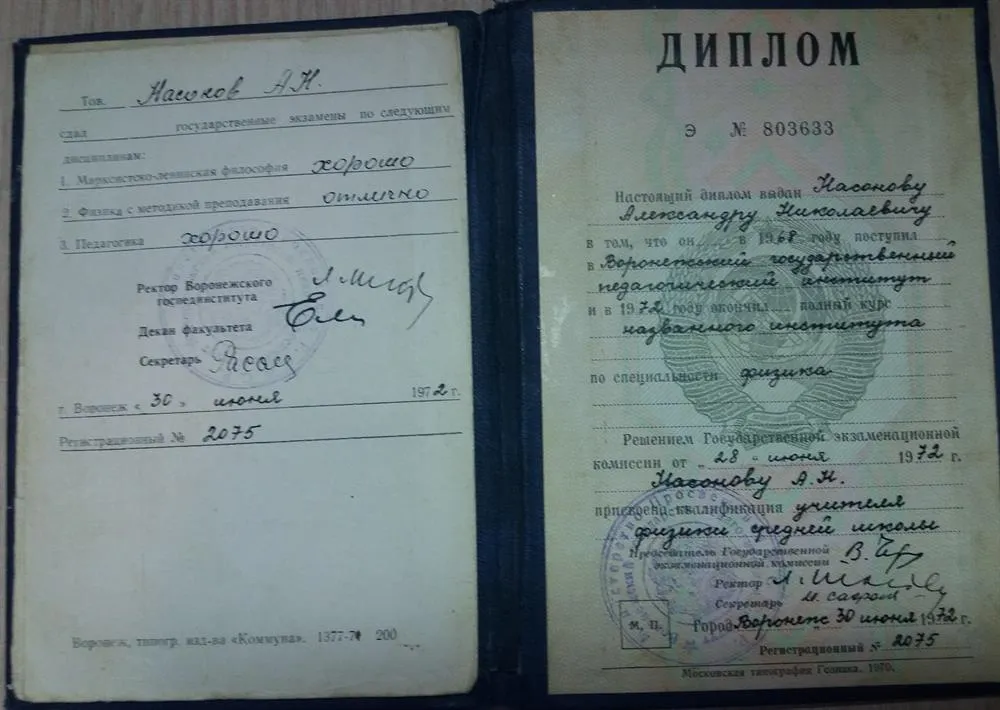 Тов. Насонов А.Н.
сдал государственные экзамены по следующим
дисциплинам:
1. Марксистско-ленинская философия хорошо
2. Физика с методикой преподавания отлично
3. Педагогика хорошо
Ректор Воронежского
госпединститута
Декан факультета
Секретарь
г. Воронеж « 30 » июня 1972 г.
Регистрационный № 2075
Воронеж, типогр. изд-ва «Коммуна». 1377-71 200
ДИПЛОМ
Э № 803633
Настоящий диплом выдан Насонову
Александру Николаевичу
в том, что он в 1968 году поступил
в Воронежский государственный
педагогический институт
и в 1972 году окончил полный курс
названного института
по специальности физика
Решением Государственной экзаменационной
комиссии от „ 28 “ июня 1972 г.
Насонову А.Н.
присвоена квалификация учителя
физики средней школы
Председатель Государственной
экзаменационной комиссии
Ректор
Секретарь
М. П.
Город Воронеж 30 июня 1972 г.
Регистрационный № 2075
Московская типография Гознака. 1970.